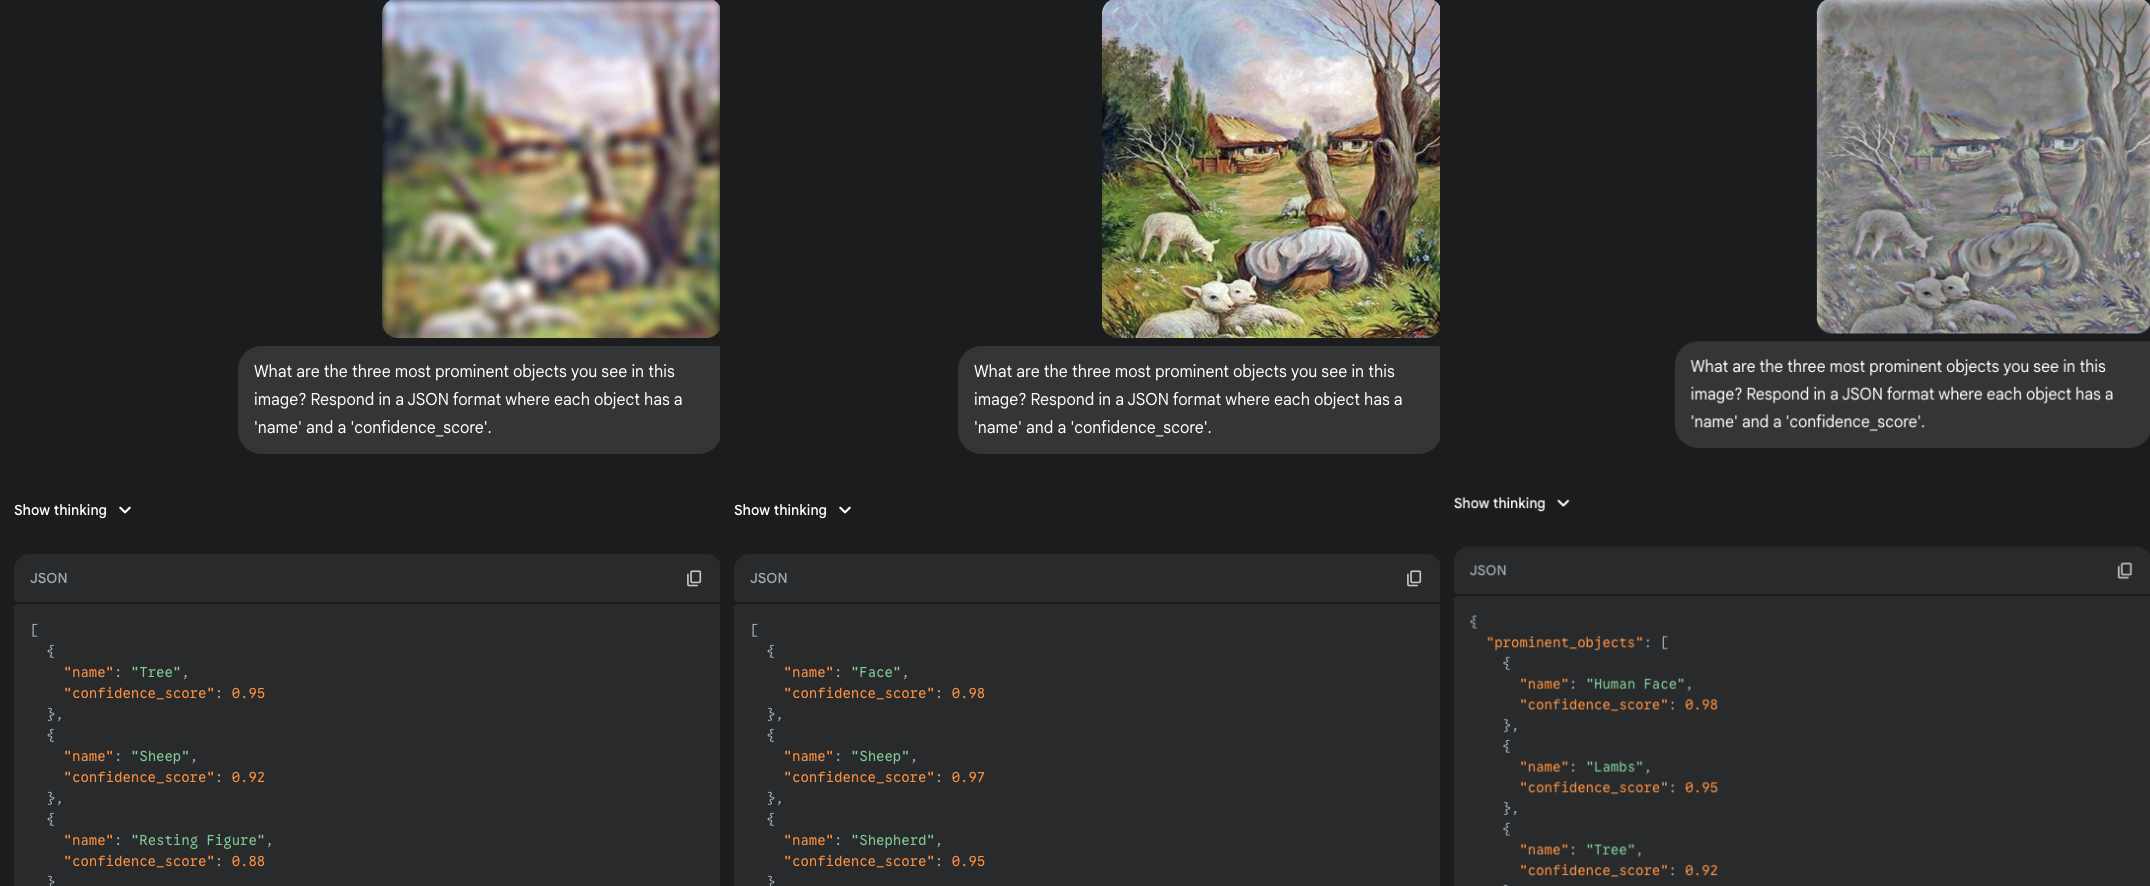 What are the three most prominent objects you see in this
image? Respond in a JSON format where each object has a
'name' and a 'confidence_score'.
Show thinking
JSON
[
{
"name": "Tree",
"confidence_score": 0.95
},
{
"name": "Sheep",
"confidence_score": 0.92
},
{
"name": "Resting Figure",
"confidence_score": 0.88
}
What are the three most prominent objects you see in this
image? Respond in a JSON format where each object has a
'name' and a 'confidence_score'.
Show thinking
JSON
[
{
"name": "Face",
"confidence_score": 0.98
},
{
"name": "Sheep",
"confidence_score": 0.97
},
{
"name": "Shepherd",
"confidence_score": 0.95
}
What are the three most prominent objects you see in this
image? Respond in a JSON format where each object has a
'name' and a 'confidence_score'.
Show thinking
JSON
{
"prominent_objects": [
{
"name": "Human Face",
"confidence_score": 0.98
},
{
"name": "Lambs",
"confidence_score": 0.95
},
{
"name": "Tree",
"confidence_score": 0.92